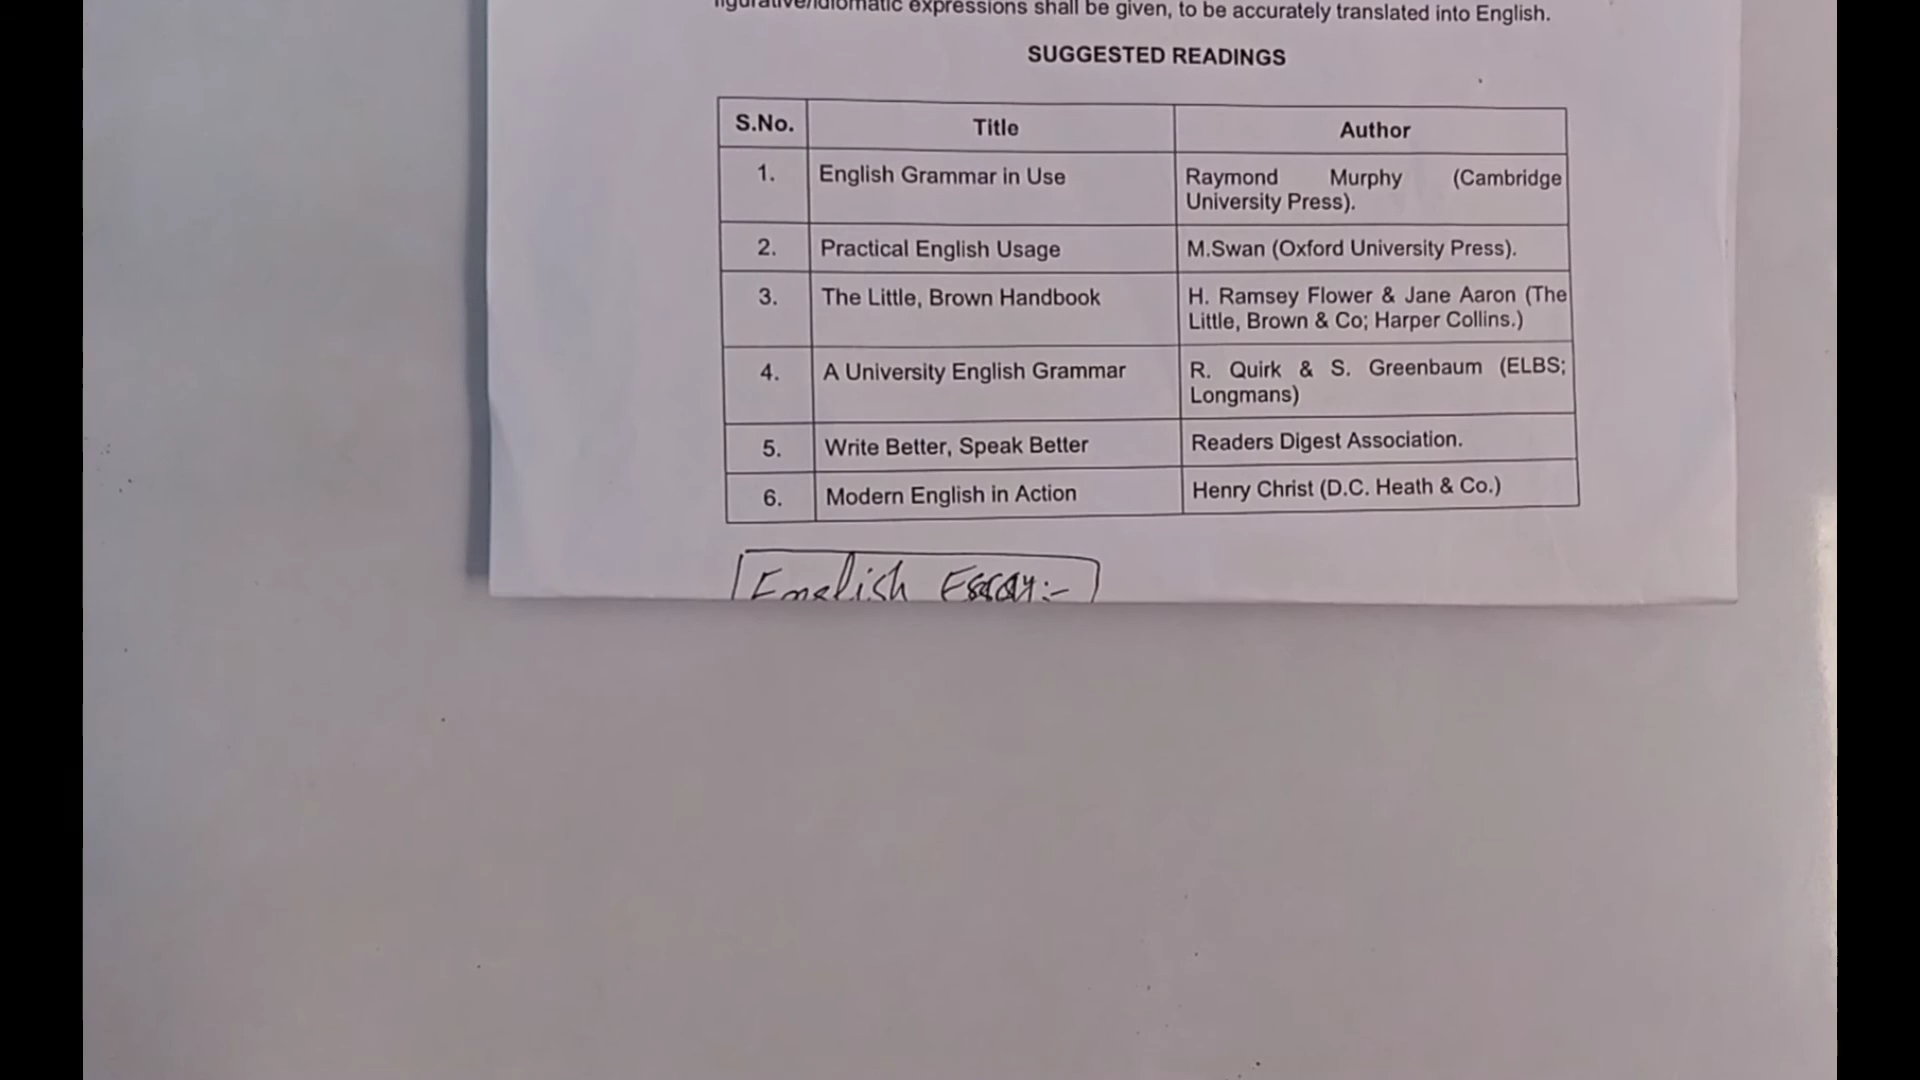 figurative/idiomatic expressions shall be given, to be accurately translated into English.
SUGGESTED READINGS
S.No. Title Author
1. English Grammar in Use Raymond Murphy (Cambridge
University Press).
2. Practical English Usage M.Swan (Oxford University Press).
3. The Little, Brown Handbook H. Ramsey Flower & Jane Aaron (The
Little, Brown & Co; Harper Collins.)
4. A University English Grammar R. Quirk & S. Greenbaum (ELBS;
Longmans)
5. Write Better, Speak Better Readers Digest Association.
6. Modern English in Action Henry Christ (D.C. Heath & Co.)
English Essay:-